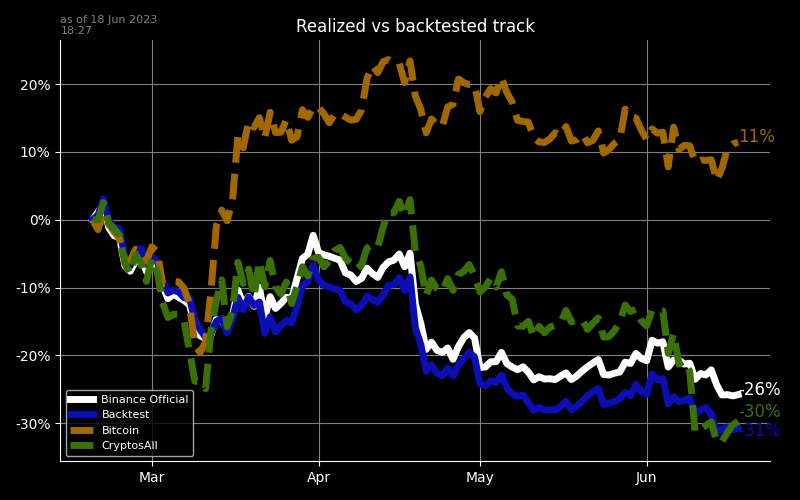 as of 18 Jun 2023
18:27
Realized vs backtested track
20%
10%
0%
-10%
-20%
-30%
11%
-26%
-30%
-31%
Binance Official
Backtest
Bitcoin
CryptosAll
Mar
Apr
May
Jun